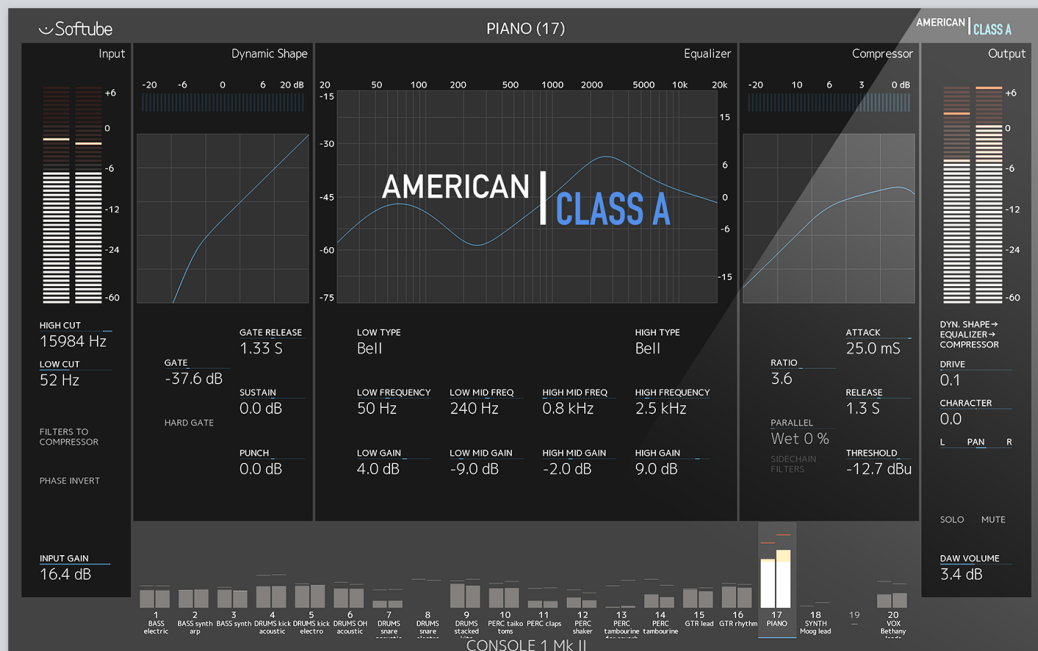 Softube
PIANO (17)
AMERICAN CLASS A
Input
Dynamic Shape
Equalizer
Compressor
Output
-20 -6 0 6 20 dB
20 50 100 200 500 1000 2000 5000 10k 20k
-20 10 6 3 0 dB
+6
0
-6
-12
-24
-60
-15
-30
-45
-60
-75
15
6
0
-6
-15
+6
0
-6
-12
-24
-60
AMERICAN CLASS A
HIGH CUT
15984 Hz
LOW CUT
52 Hz
FILTERS TO
COMPRESSOR
PHASE INVERT
INPUT GAIN
16.4 dB
GATE RELEASE
1.33 S
GATE
-37.6 dB
SUSTAIN
0.0 dB
HARD GATE
PUNCH
0.0 dB
LOW TYPE
Bell
HIGH TYPE
Bell
LOW FREQUENCY
50 Hz
LOW MID FREQ
240 Hz
HIGH MID FREQ
0.8 kHz
HIGH FREQUENCY
2.5 kHz
LOW GAIN
4.0 dB
LOW MID GAIN
-9.0 dB
HIGH MID GAIN
-2.0 dB
HIGH GAIN
9.0 dB
ATTACK
25.0 mS
RATIO
3.6
RELEASE
1.3 S
PARALLEL
Wet 0 %
SIDECHAIN
FILTERS
THRESHOLD
-12.7 dBu
DYN. SHAPE→
EQUALIZER→
COMPRESSOR
DRIVE
0.1
CHARACTER
0.0
L PAN R
SOLO MUTE
DAW VOLUME
3.4 dB
1
BASS
electric
2
BASS synth
arp
3
BASS synth
4
DRUMS kick
acoustic
5
DRUMS kick
electro
6
DRUMS OH
acoustic
7
DRUMS
snare
8
DRUMS
snare
9
DRUMS
stacked
10
PERC taiko
toms
11
PERC claps
12
PERC
shaker
13
PERC
tambourine
14
PERC
tambourine
15
GTR lead
16
GTR rhythm
17
PIANO
18
SYNTH
Moog lead
19
—
20
VOX
Bethany
CONSOLE 1 Mk II